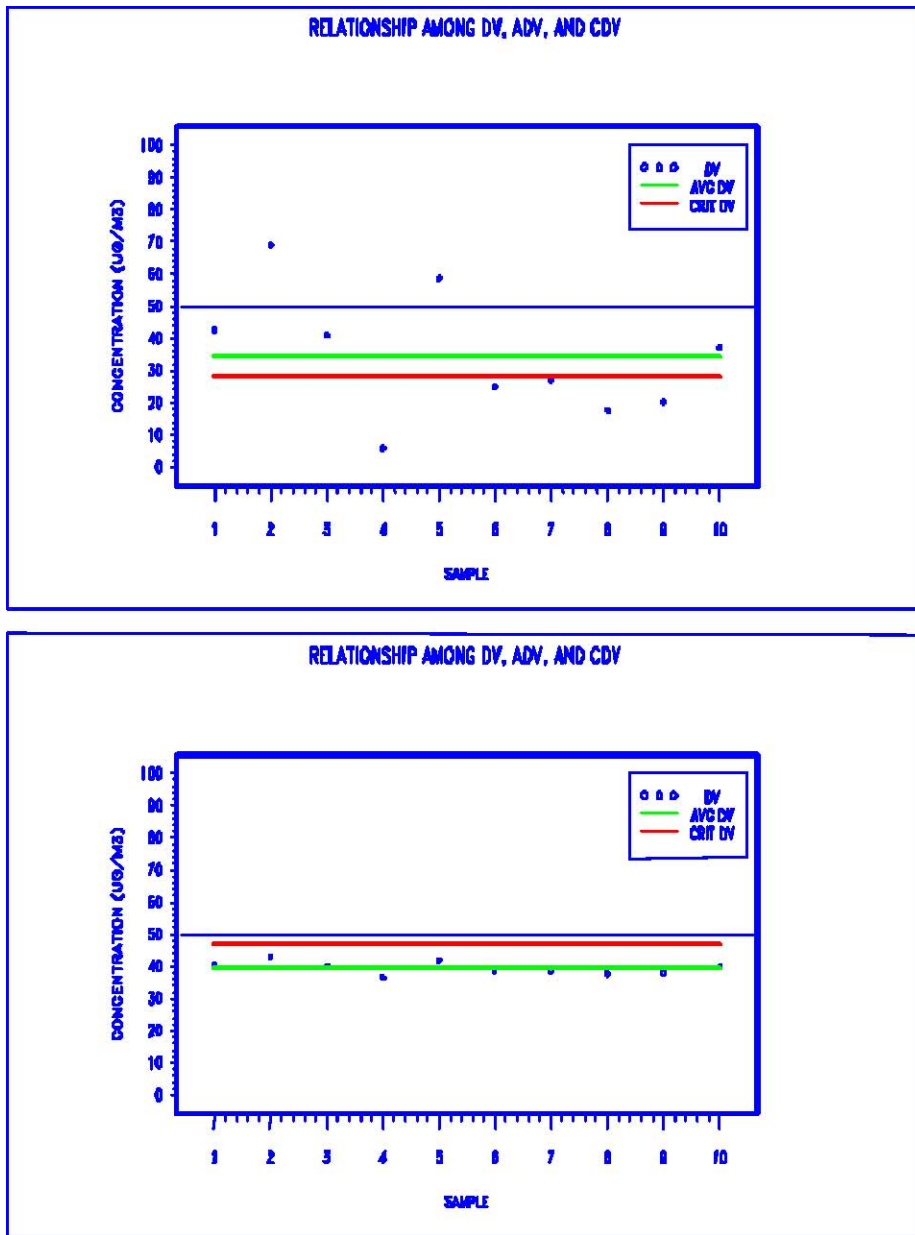 RELATIONSHIP AMONG DV, ADV, AND CDV
CONCENTRATION (UG/M3)
100
90
80
70
60
50
40
30
20
10
0
DV
AVG DV
CRIT DV
1 2 3 4 5 6 7 8 9 10
SAMPLE
RELATIONSHIP AMONG DV, ADV, AND CDV
CONCENTRATION (UG/M3)
100
90
80
70
60
50
40
30
20
10
0
DV
AVG DV
CRIT DV
1 2 3 4 5 6 7 8 9 10
SAMPLE